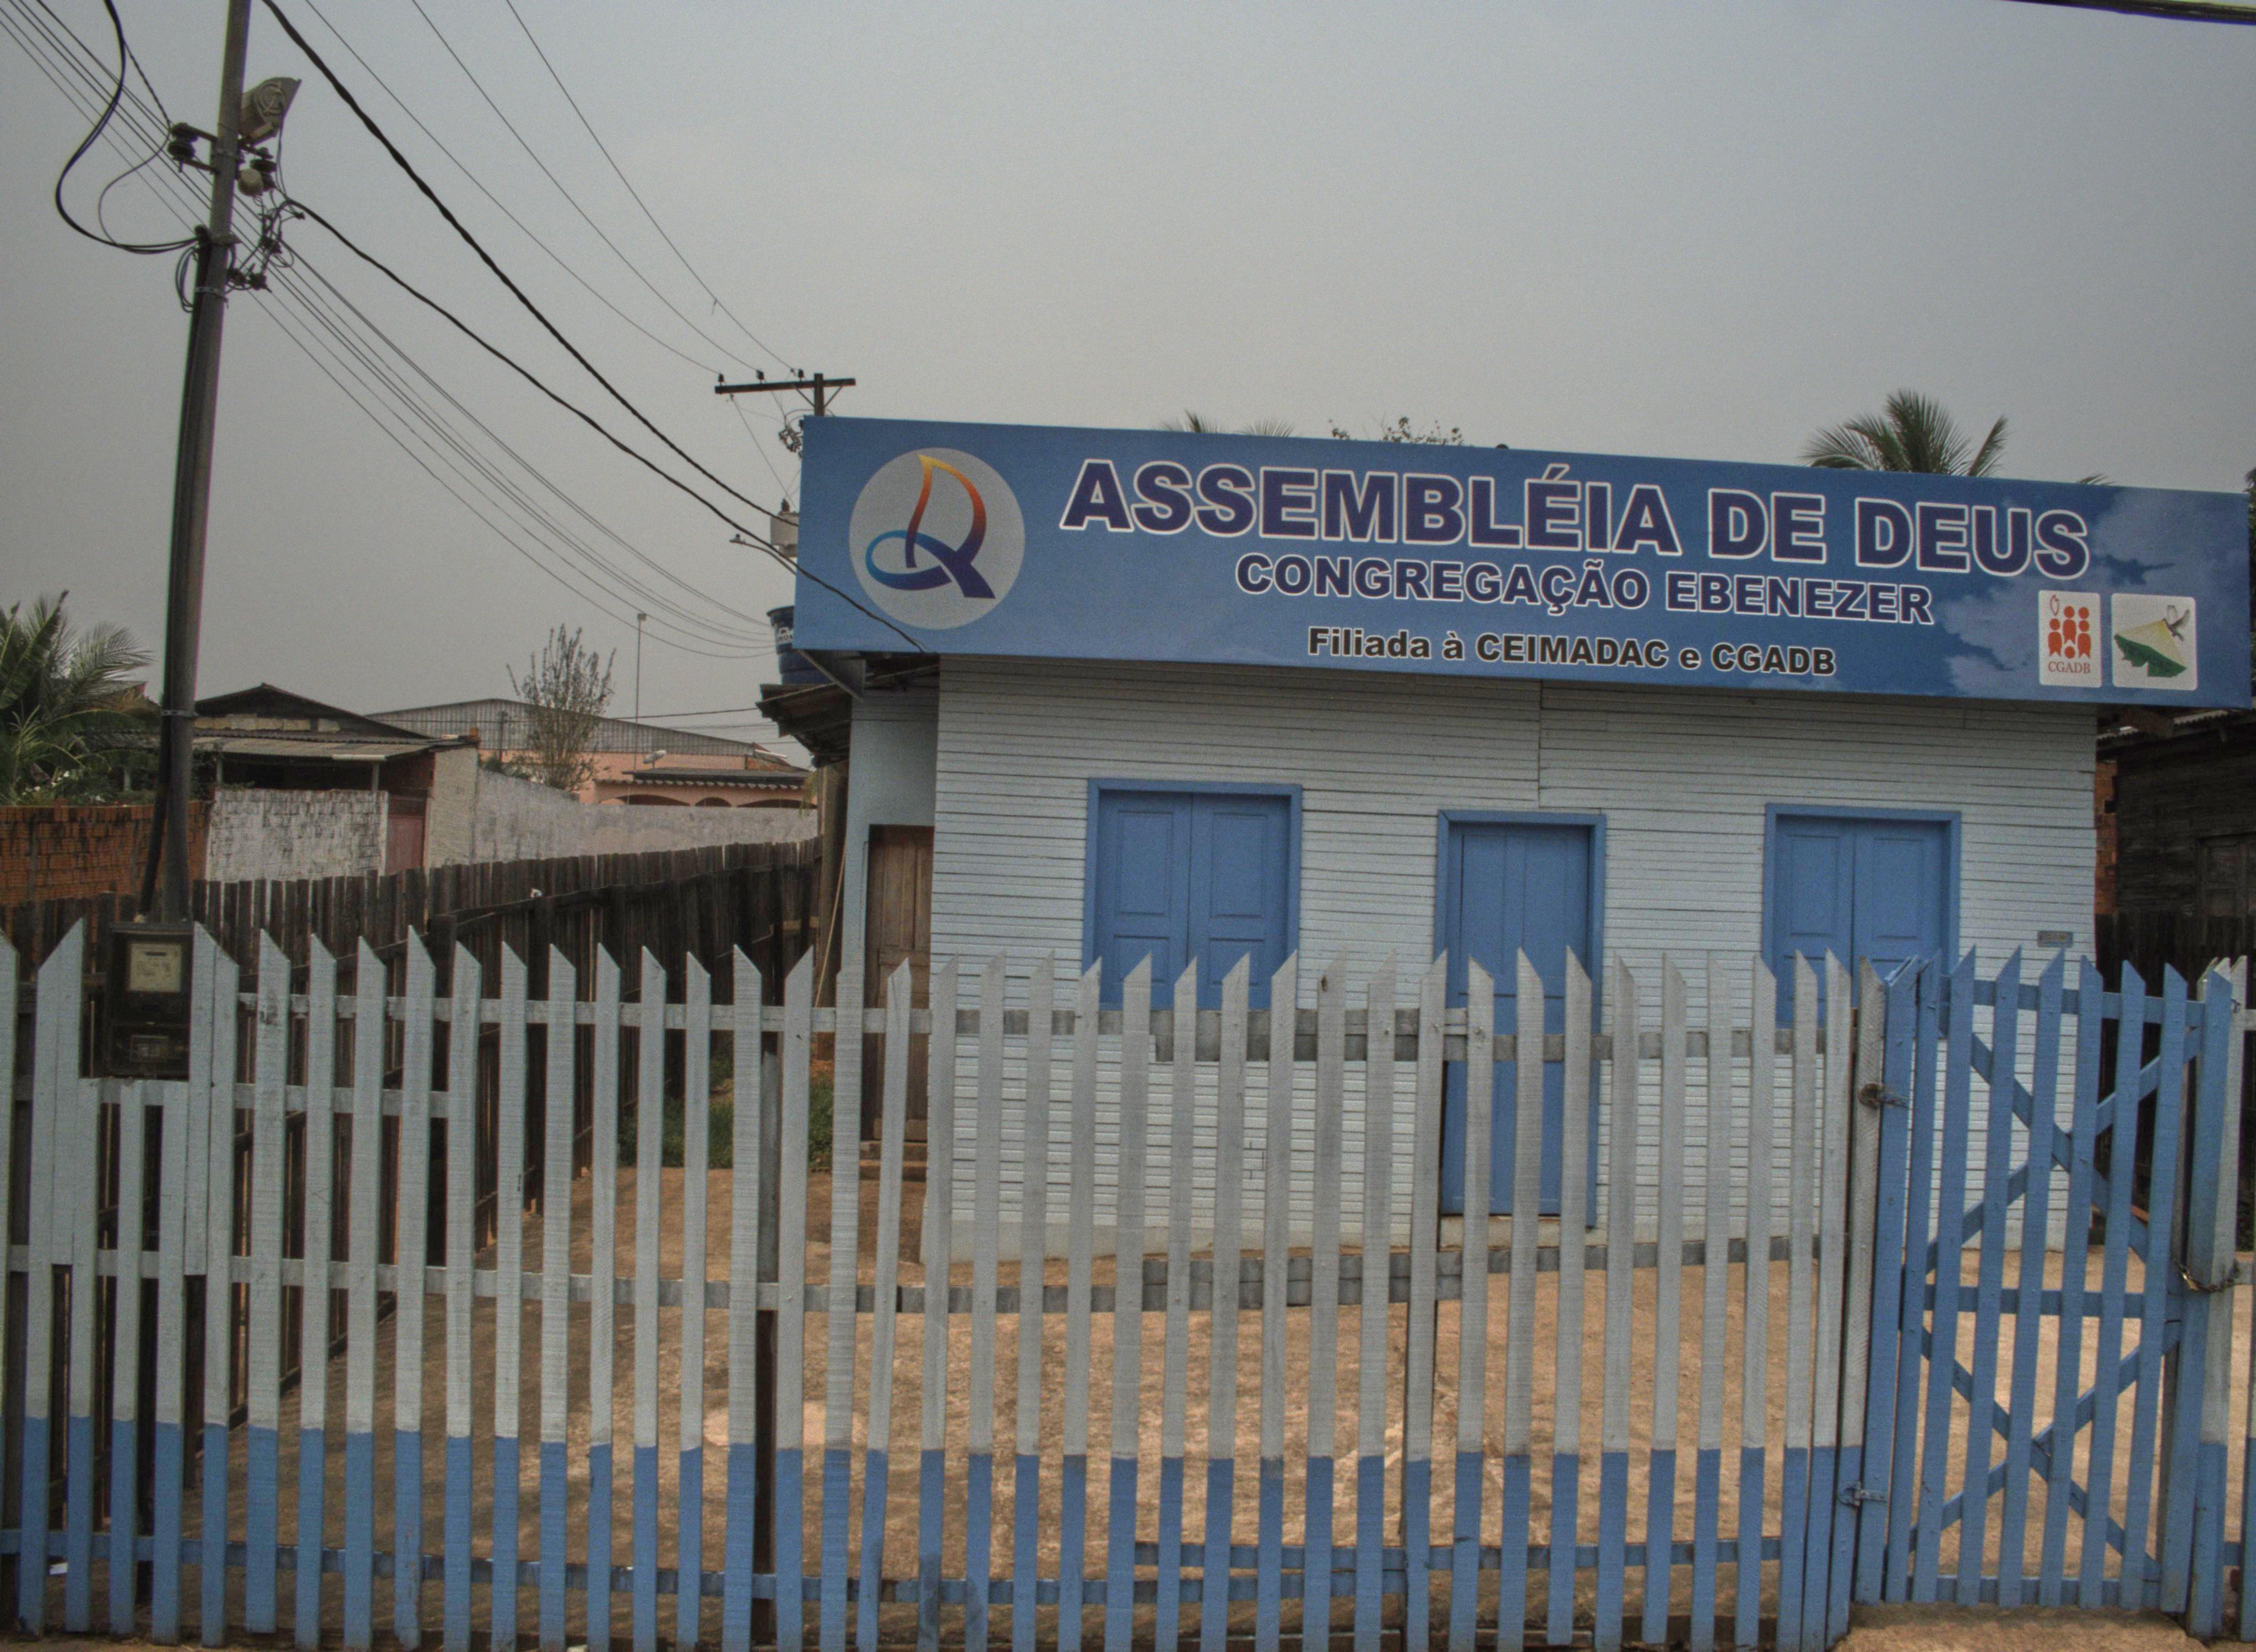 ASSEMBLÉIA DE DEUS
CONGREGAÇÃO EBENEZER
Filiada à CEIMADAC e CGADB
CGADB